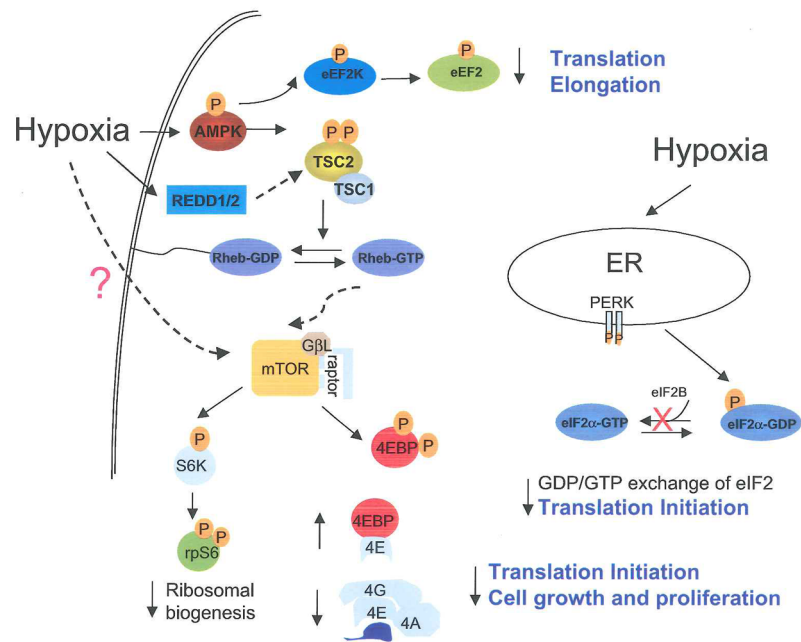 P
eEF2K
P
eEF2
Translation
Elongation
Hypoxia
P
AMPK
P P
TSC2
TSC1
REDD1/2
Rheb-GDP
Rheb-GTP
?
GβL
mTOR
raptor
P
S6K
P
4EBP
P
P
P
rpS6
Ribosomal
biogenesis
4EBP
4E
4G
4E
4A
Hypoxia
ER
PERK
PP
eIF2B
P
eIF2α-GTP
X
eIF2α-GDP
GDP/GTP exchange of eIF2
Translation Initiation
Translation Initiation
Cell growth and proliferation